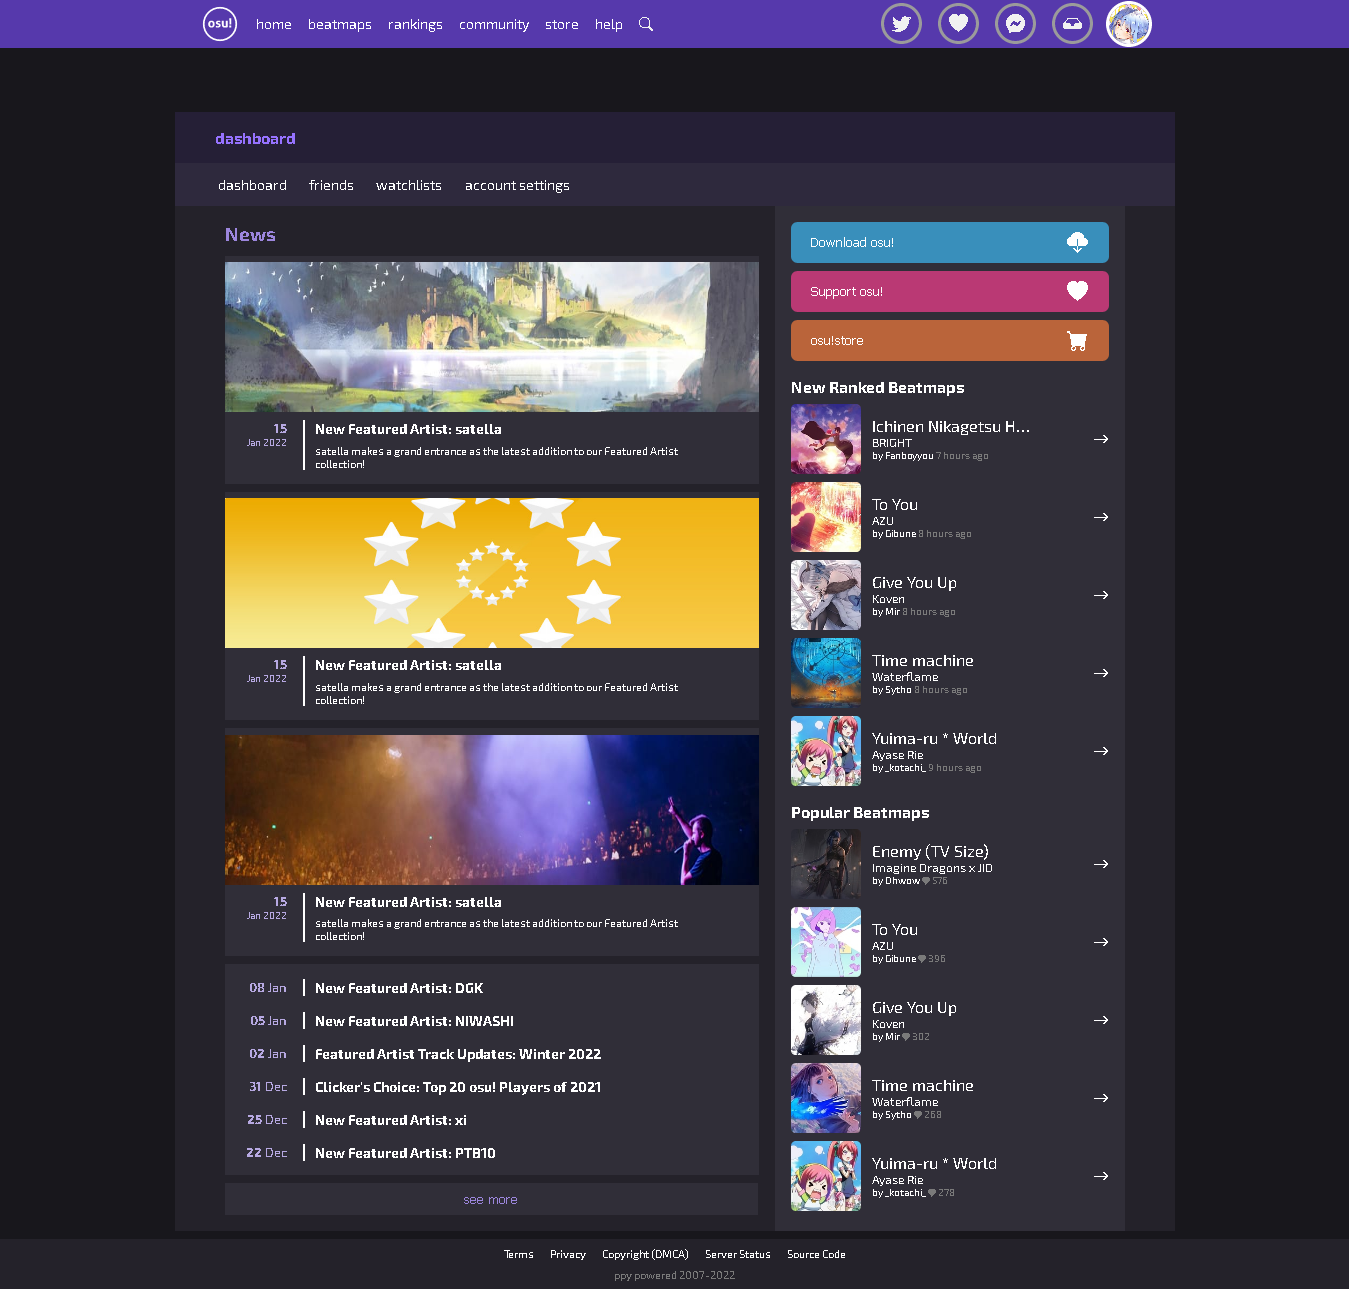 osu!
home
beatmaps
rankings
community
store
help
dashboard
dashboard
friends
watchlists
account settings
News
15
Jan 2022
New Featured Artist: satella
satella makes a grand entrance as the latest addition to our Featured Artist
collection!
15
Jan 2022
New Featured Artist: satella
satella makes a grand entrance as the latest addition to our Featured Artist
collection!
15
Jan 2022
New Featured Artist: satella
satella makes a grand entrance as the latest addition to our Featured Artist
collection!
08 Jan New Featured Artist: DGK
05 Jan New Featured Artist: NIWASHI
02 Jan Featured Artist Track Updates: Winter 2022
31 Dec Clicker's Choice: Top 20 osu! Players of 2021
25 Dec New Featured Artist: xi
22 Dec New Featured Artist: PTB10
see more
Download osu!
Support osu!
osu!store
New Ranked Beatmaps
Ichinen Nikagetsu H...
BRIGHT
by Fanboyyou 7 hours ago
To You
AZU
by Gibune 8 hours ago
Give You Up
Koven
by Mir 8 hours ago
Time machine
Waterflame
by Sytho 8 hours ago
Yuima-ru * World
Ayase Rie
by _kotachi_ 9 hours ago
Popular Beatmaps
Enemy (TV Size)
Imagine Dragons x JID
by Dhwow 576
To You
AZU
by Gibune 396
Give You Up
Koven
by Mir 302
Time machine
Waterflame
by Sytho 268
Yuima-ru * World
Ayase Rie
by _kotachi_ 278
Terms
Privacy
Copyright (DMCA)
Server Status
Source Code
ppy powered 2007-2022